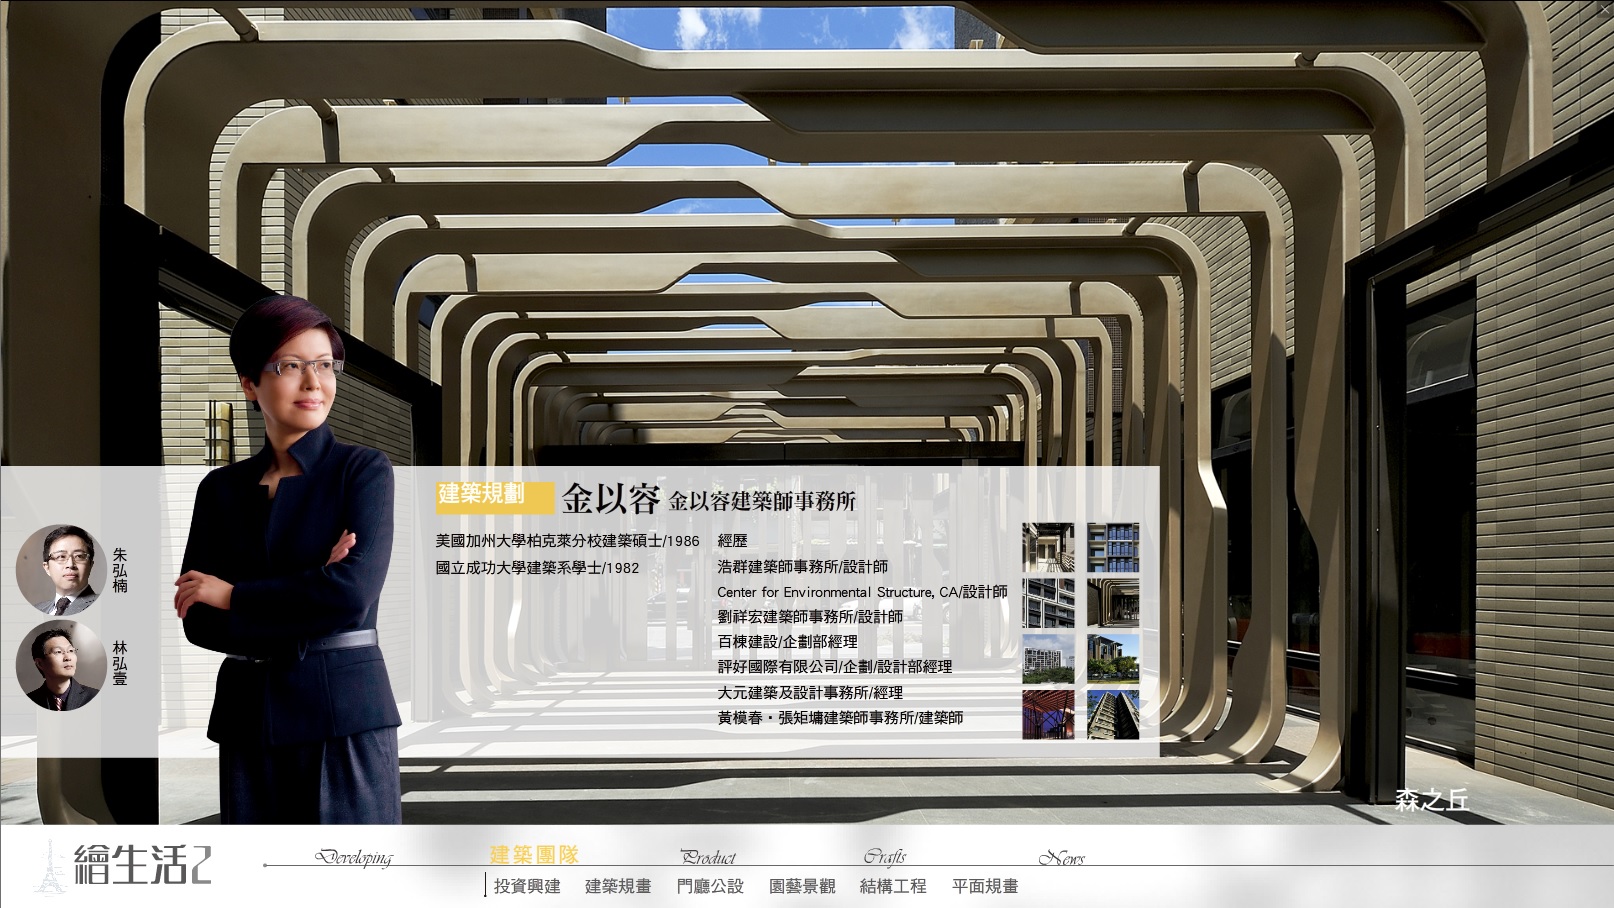 建築規劃 金以容 金以容建築師事務所
美國加州大學柏克萊分校建築碩士/1986
國立成功大學建築系學士/1982
經歷
浩群建築師事務所/設計師
Center for Environmental Structure, CA/設計師
劉祥宏建築師事務所/設計師
百棟建設/企劃部經理
評好國際有限公司/企劃/設計部經理
大元建築及設計事務所/經理
黃模春・張矩墉建築師事務所/建築師
朱弘楠
林弘壹
森之丘
繪生活2
Developing 建築團隊 Product Crafts News
投資興建 建築規畫 門廳公設 園藝景觀 結構工程 平面規畫